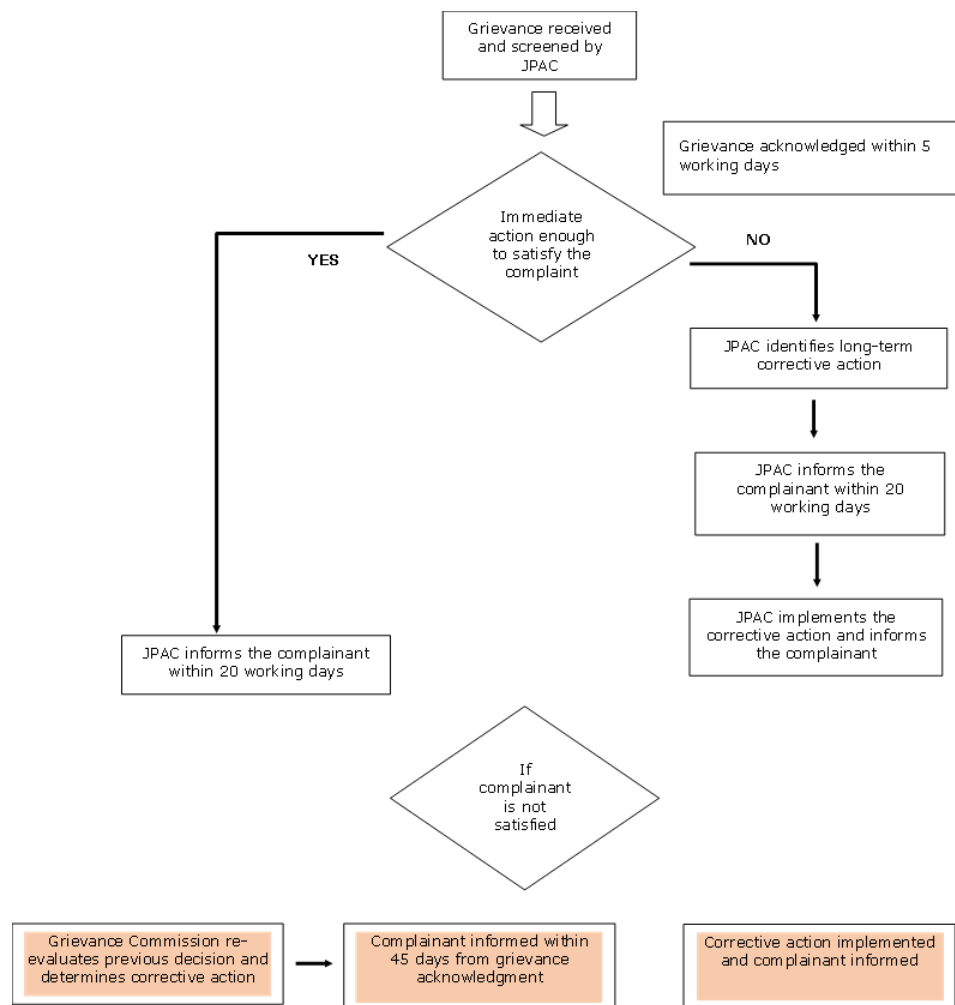 Grievance received
and screened by
JPAC
Grievance acknowledged within 5
working days
Immediate
action enough
to satisfy the
complaint
YES
NO
JPAC identifies long-term
corrective action
JPAC informs the
complainant within 20
working days
JPAC implements the
corrective action and informs
the complainant
JPAC informs the complainant
within 20 working days
If
complainant
is not
satisfied
Grievance Commission re-
evaluates previous decision and
determines corrective action
Complainant informed within
45 days from grievance
acknowledgment
Corrective action implemented
and complainant informed